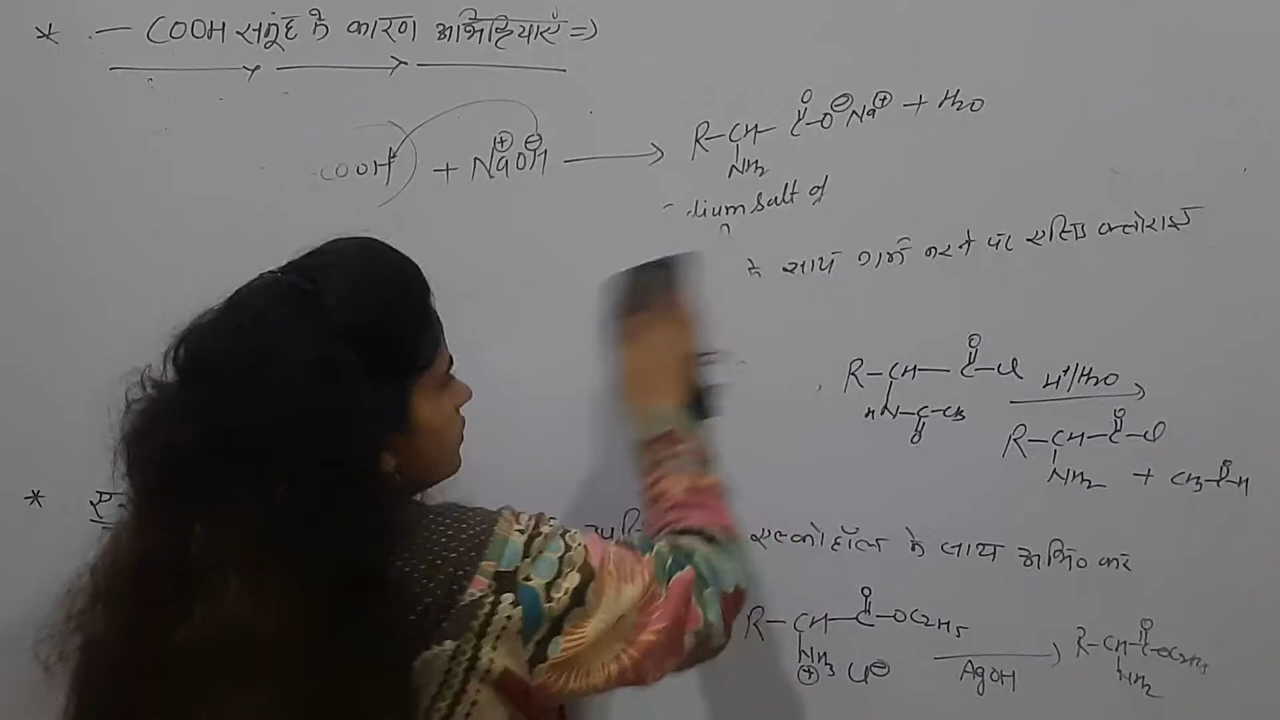 * – COOH समूह के कारण अभिक्रियाएं ⇒
COOH + Na⊕OH⊖ → R–CH–C–O⊖Na⊕ + H2O
O
NH2
dium salt of
के साथ गर्म करने पर एसिड क्लोराइड
R–CH–C–Cl H+/H2O →
O
HN–C–CH3
O
R–CH–C–Cl
O
NH2 + CH3–C–H
O
*
एल्कोहॉल के साथ अभि० कर
R–CH–C–OC2H5 → R–CH–C–OC2H5
O O
NH3 Cl⊖ AgOH NH2
⊕